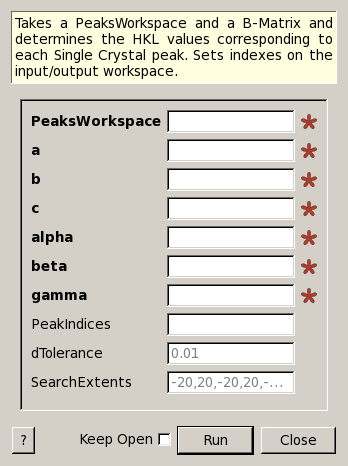 Takes a PeaksWorkspace and a B-Matrix and
determines the HKL values corresponding to
each Single Crystal peak. Sets indexes on the
input/output workspace.
PeaksWorkspace
a
b
c
alpha
beta
gamma
PeakIndices
dTolerance 0.01
SearchExtents -20,20,-20,20,-...
? Keep Open Run Close